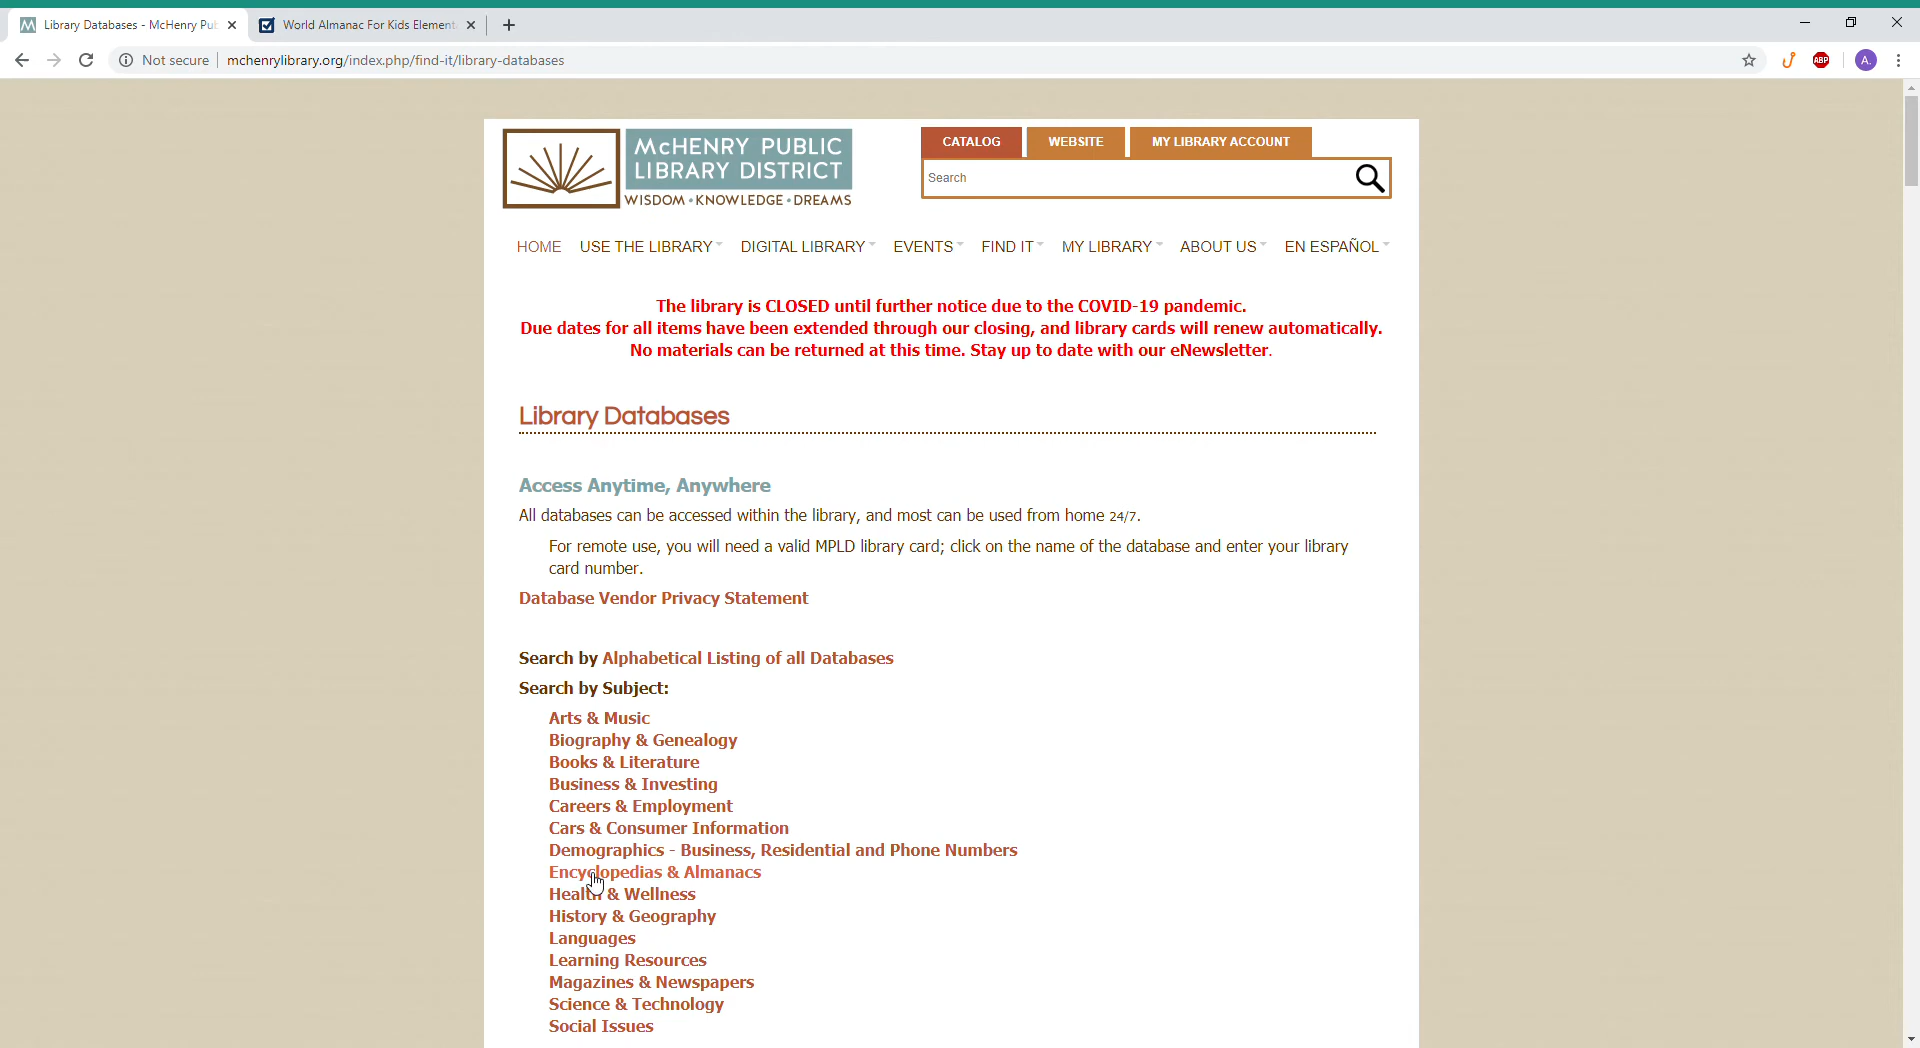 Library Databases - McHenry Pub
World Almanac For Kids Element
Not secure
mchenrylibrary.org/index.php/find-it/library-databases
ABP
A.
McHENRY PUBLIC
LIBRARY DISTRICT
WISDOM • KNOWLEDGE • DREAMS
CATALOG
WEBSITE
MY LIBRARY ACCOUNT
Search
HOME
USE THE LIBRARY
DIGITAL LIBRARY
EVENTS
FIND IT
MY LIBRARY
ABOUT US
EN ESPAÑOL
The library is CLOSED until further notice due to the COVID-19 pandemic.
Due dates for all items have been extended through our closing, and library cards will renew automatically.
No materials can be returned at this time. Stay up to date with our eNewsletter.
Library Databases
Access Anytime, Anywhere
All databases can be accessed within the library, and most can be used from home 24/7.
For remote use, you will need a valid MPLD library card; click on the name of the database and enter your library
card number.
Database Vendor Privacy Statement
Search by Alphabetical Listing of all Databases
Search by Subject:
Arts & Music
Biography & Genealogy
Books & Literature
Business & Investing
Careers & Employment
Cars & Consumer Information
Demographics - Business, Residential and Phone Numbers
Encyclopedias & Almanacs
Health & Wellness
History & Geography
Languages
Learning Resources
Magazines & Newspapers
Science & Technology
Social Issues